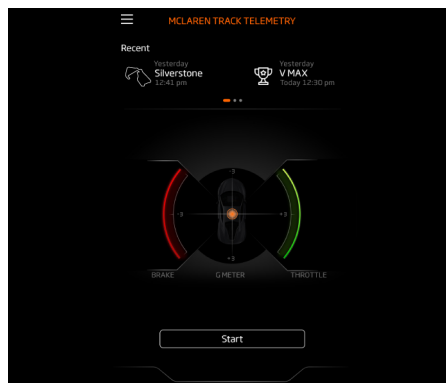 MCLAREN TRACK TELEMETRY
Recent
Yesterday
Silverstone
12:41 pm
Yesterday
V MAX
Today 12:30 pm
-3
-3
+3
+3
BRAKE
G METER
THROTTLE
Start